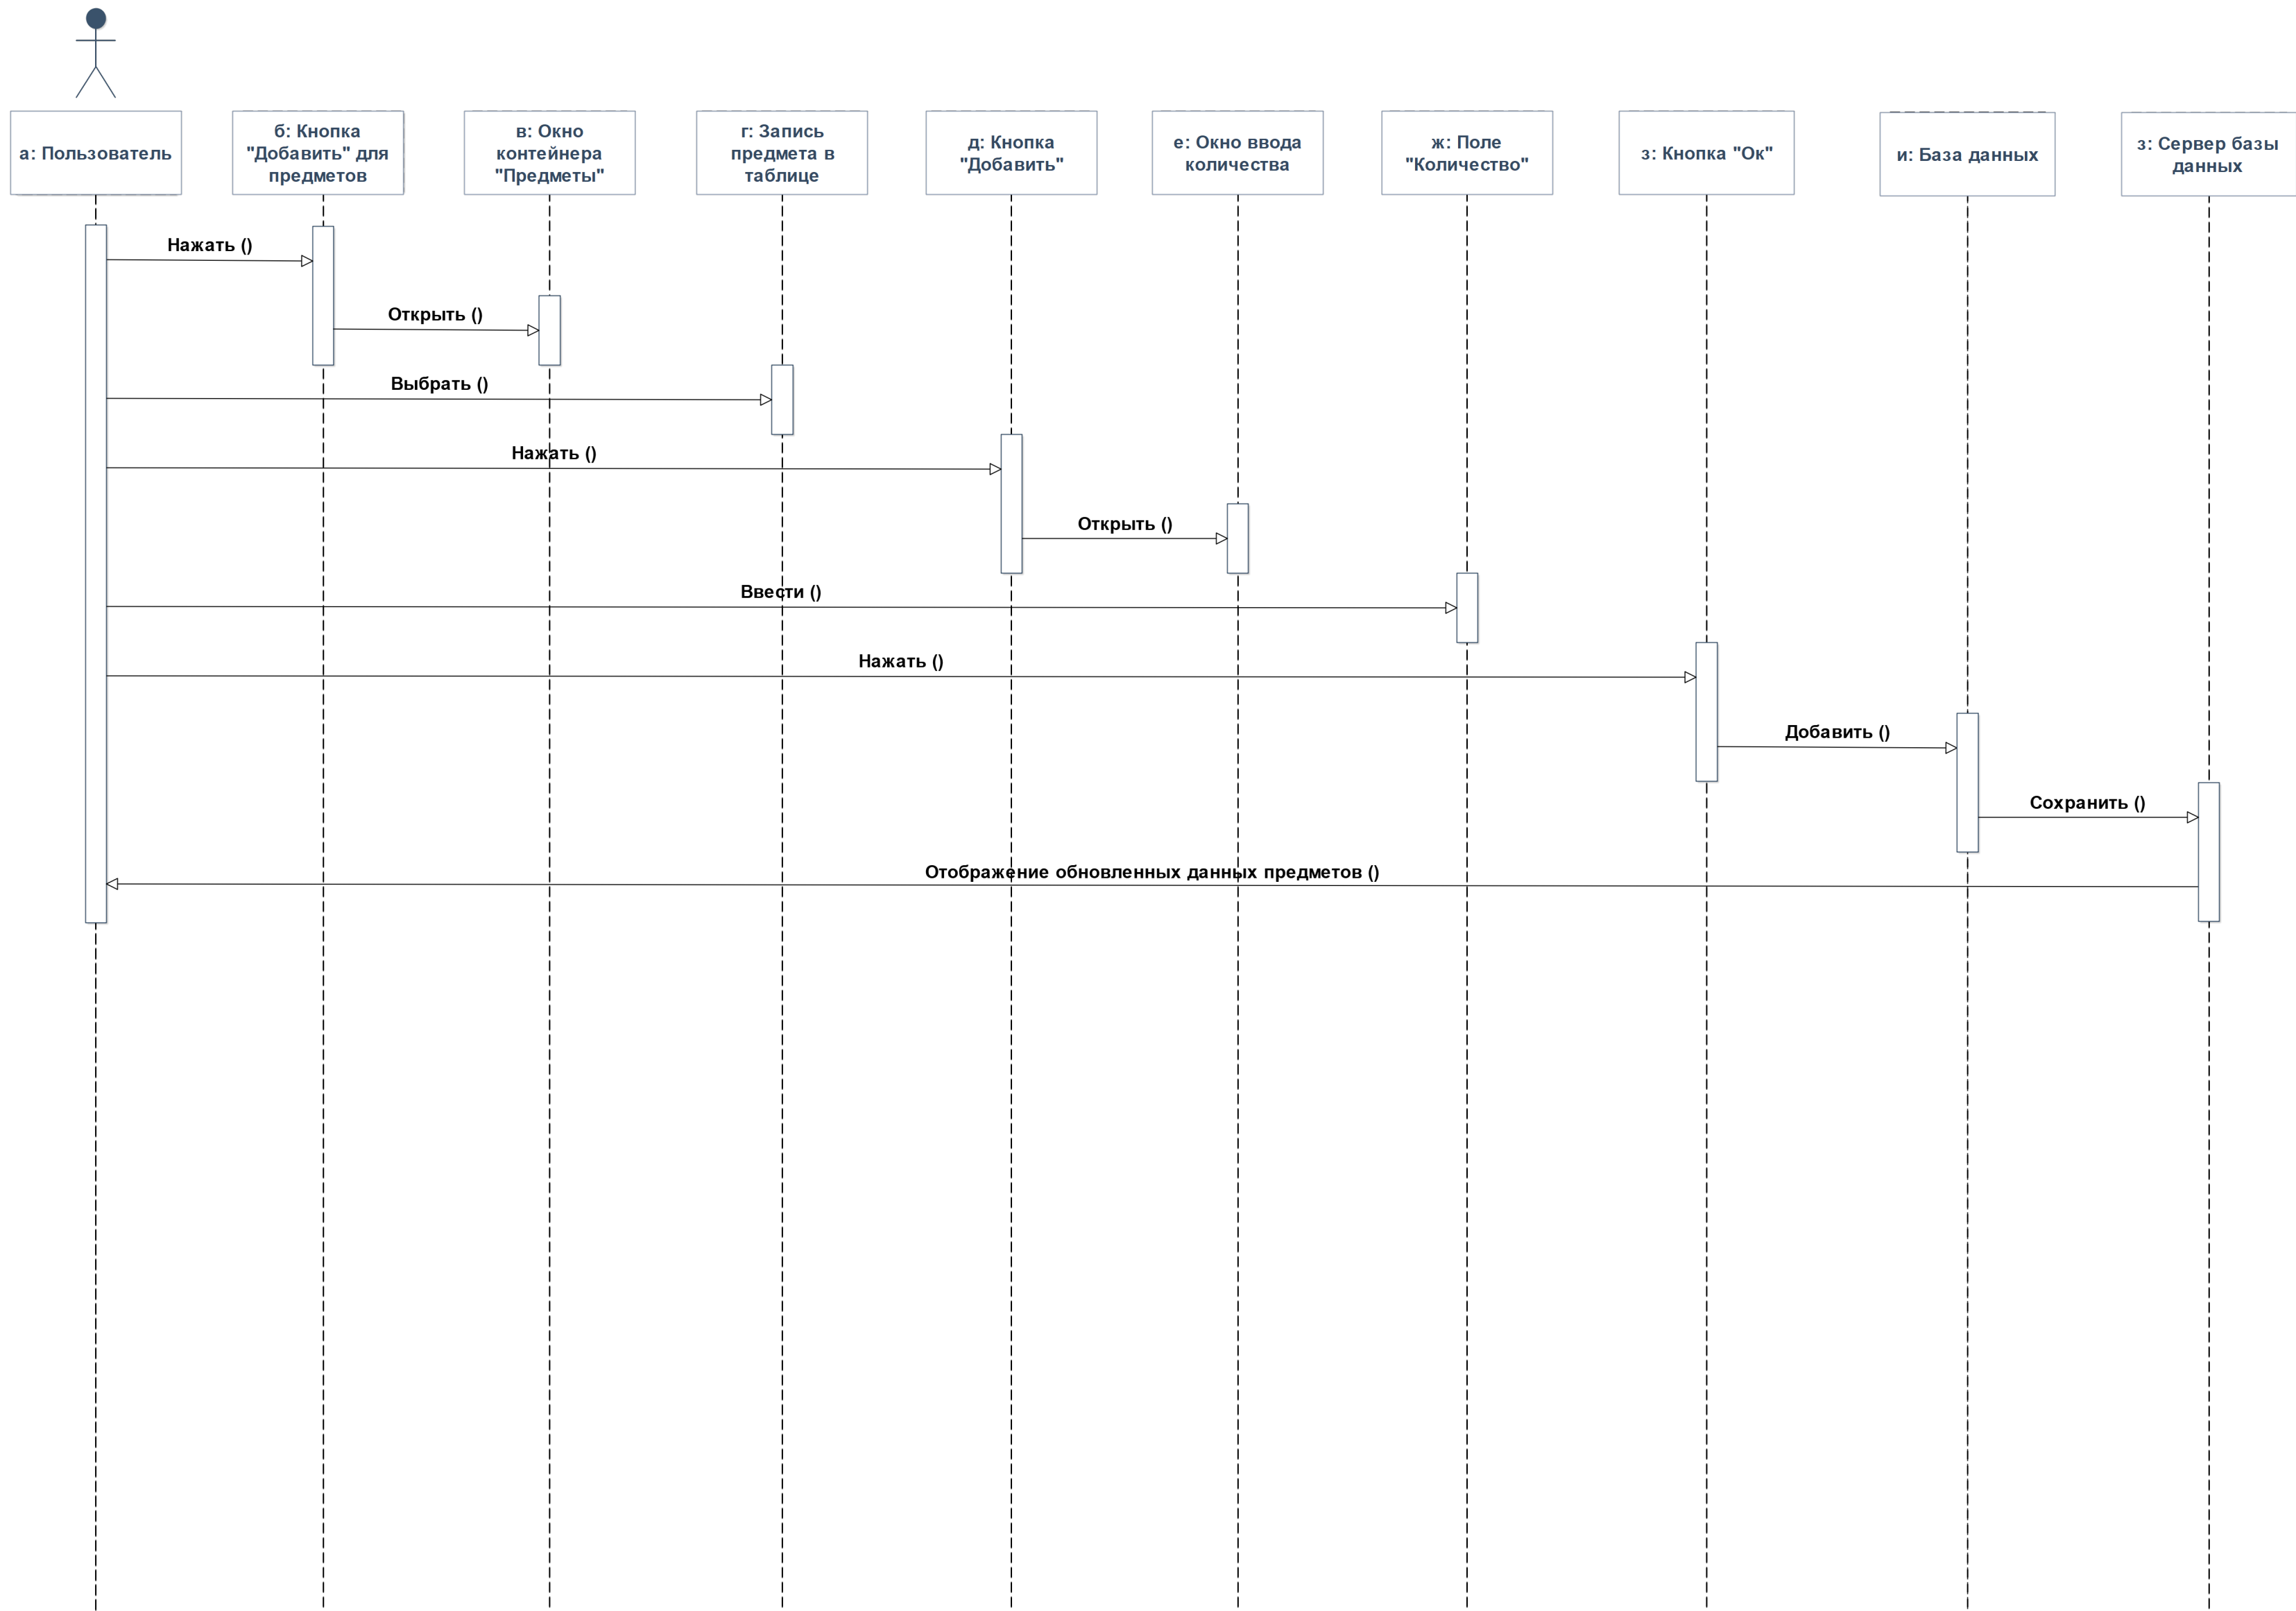 а: Пользователь
б: Кнопка
"Добавить" для
предметов
в: Окно
контейнера
"Предметы"
г: Запись
предмета в
таблице
д: Кнопка
"Добавить"
е: Окно ввода
количества
ж: Поле
"Количество"
з: Кнопка "Ок"
и: База данных
з: Сервер базы
данных
Нажать ()
Открыть ()
Выбрать ()
Нажать ()
Открыть ()
Ввести ()
Нажать ()
Добавить ()
Сохранить ()
Отображение обновленных данных предметов ()